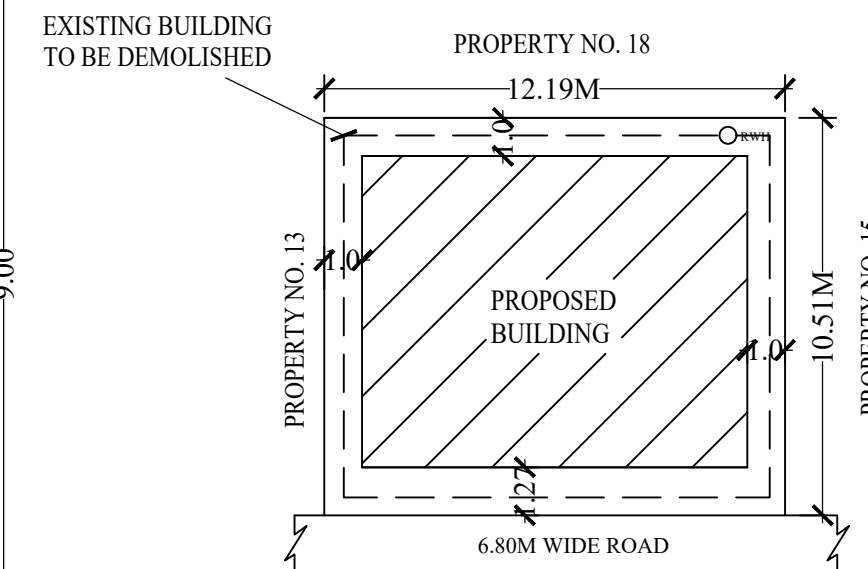 EXISTING BUILDING
TO BE DEMOLISHED
PROPERTY NO. 18
12.19M
1.0
RWH
9.00
PROPERTY NO. 13
1.0
PROPOSED
BUILDING
1.0
10.51M
PROPERTY NO. 15
1.27
6.80M WIDE ROAD